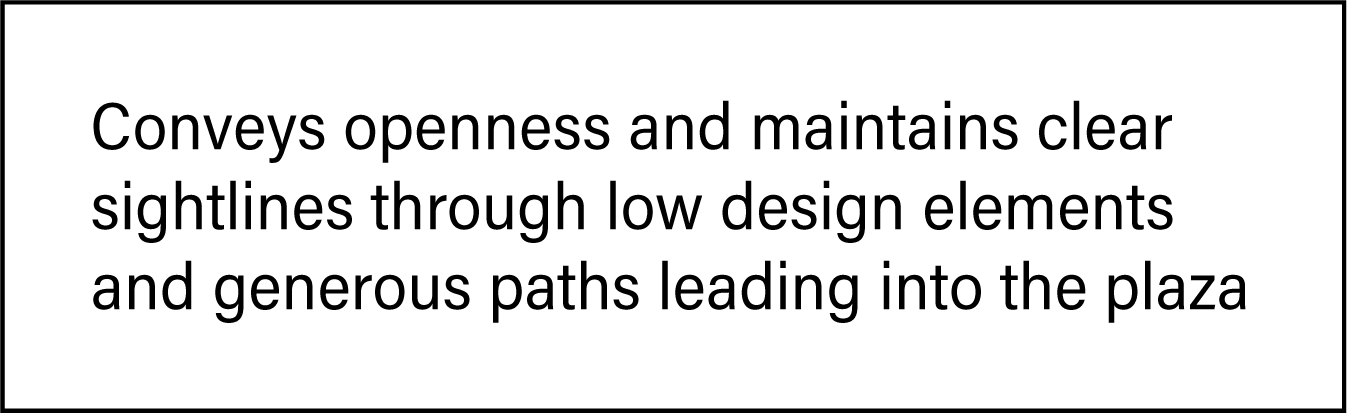 Conveys openness and maintains clear
sightlines through low design elements
and generous paths leading into the plaza